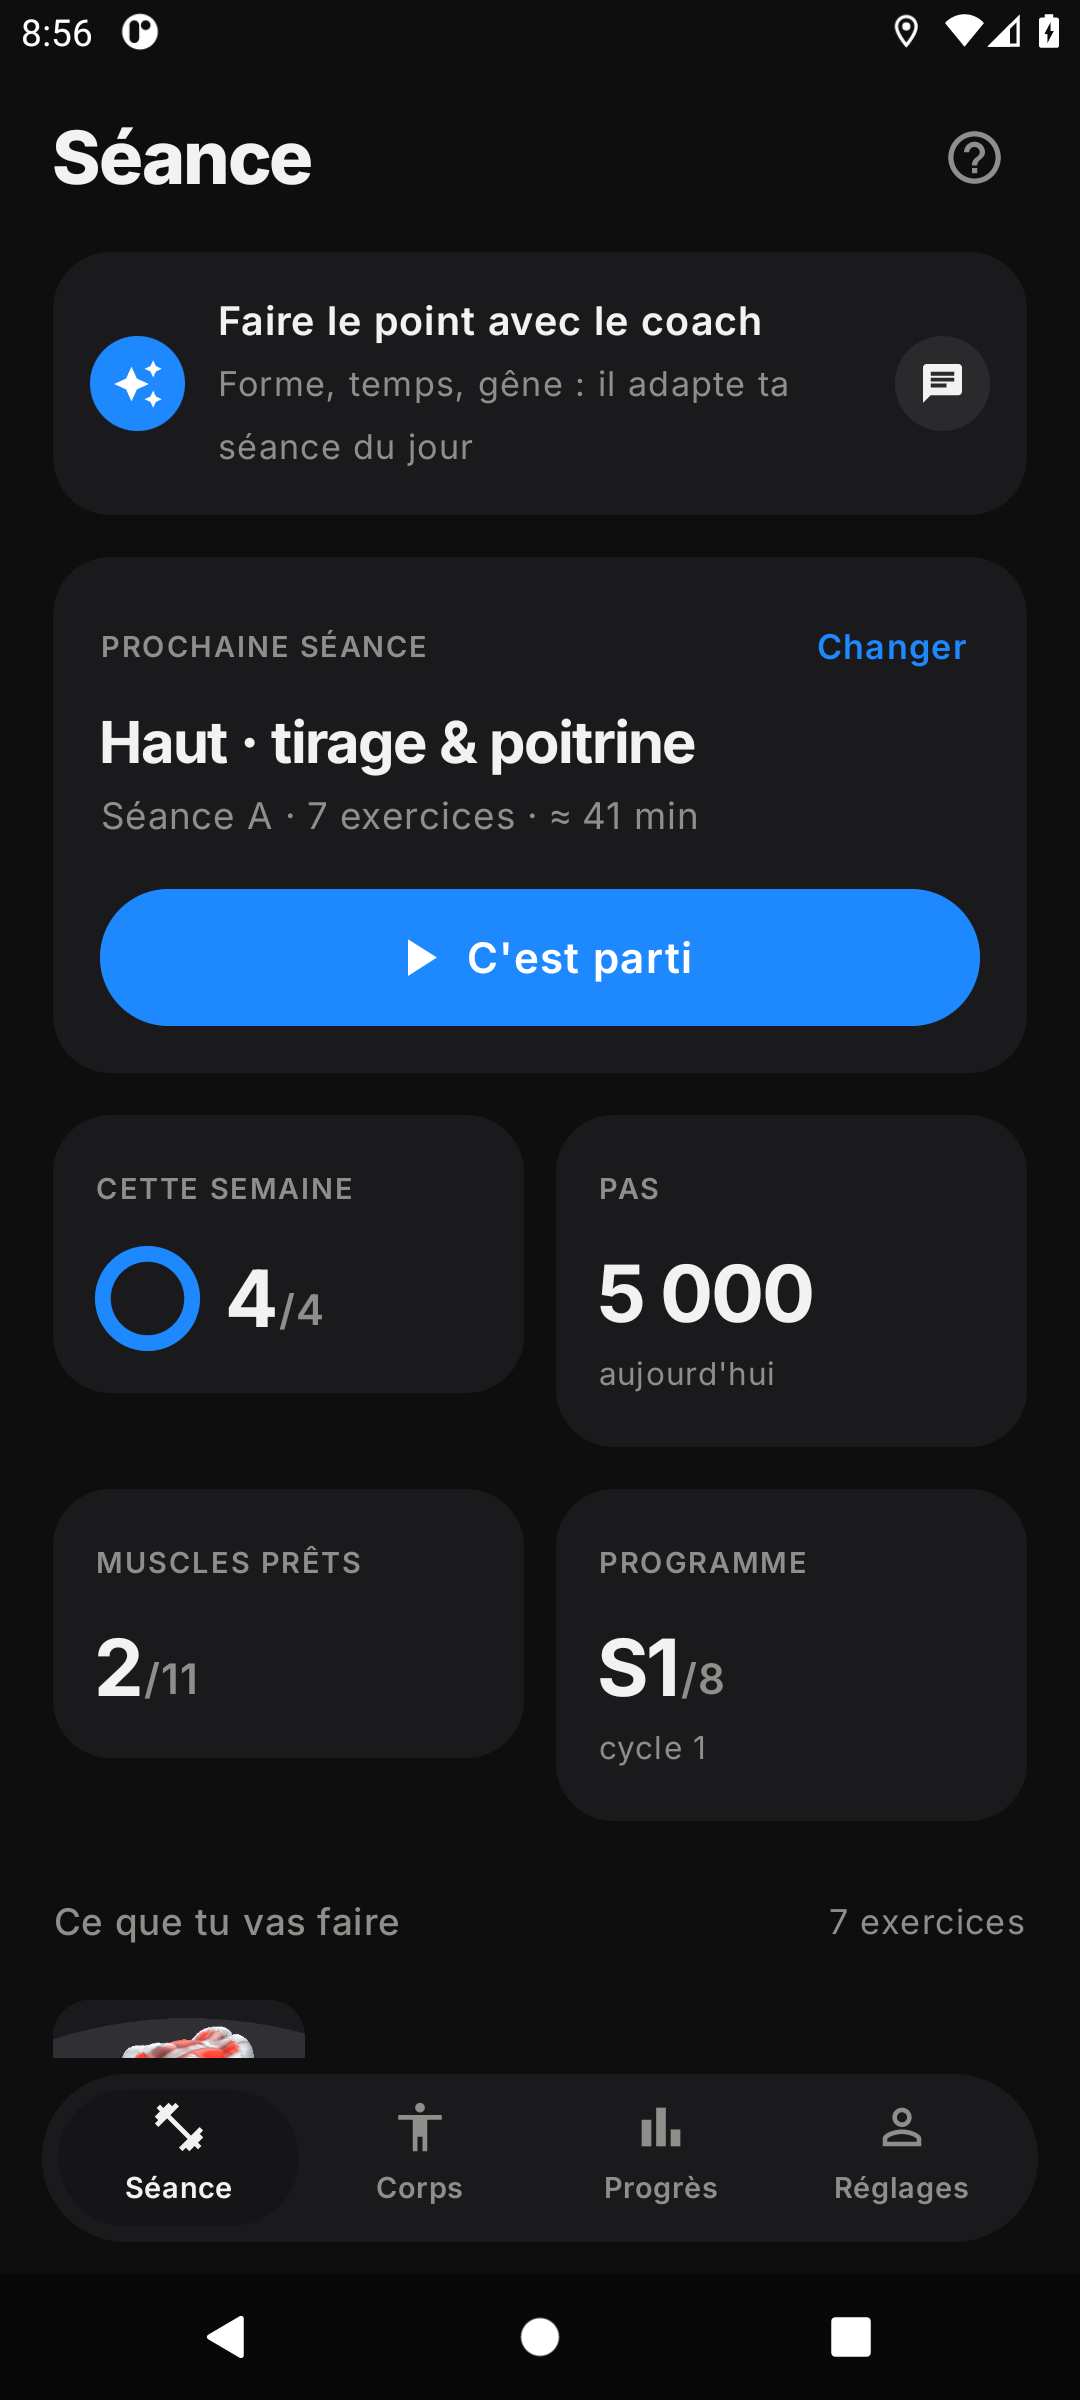 8:56
Séance
Faire le point avec le coach
Forme, temps, gêne : il adapte ta
séance du jour
PROCHAINE SÉANCE
Changer
Haut · tirage & poitrine
Séance A · 7 exercices · ≈ 41 min
C'est parti
CETTE SEMAINE
4/4
PAS
5 000
aujourd'hui
MUSCLES PRÊTS
2/11
PROGRAMME
S1/8
cycle 1
Ce que tu vas faire
7 exercices
Séance
Corps
Progrès
Réglages